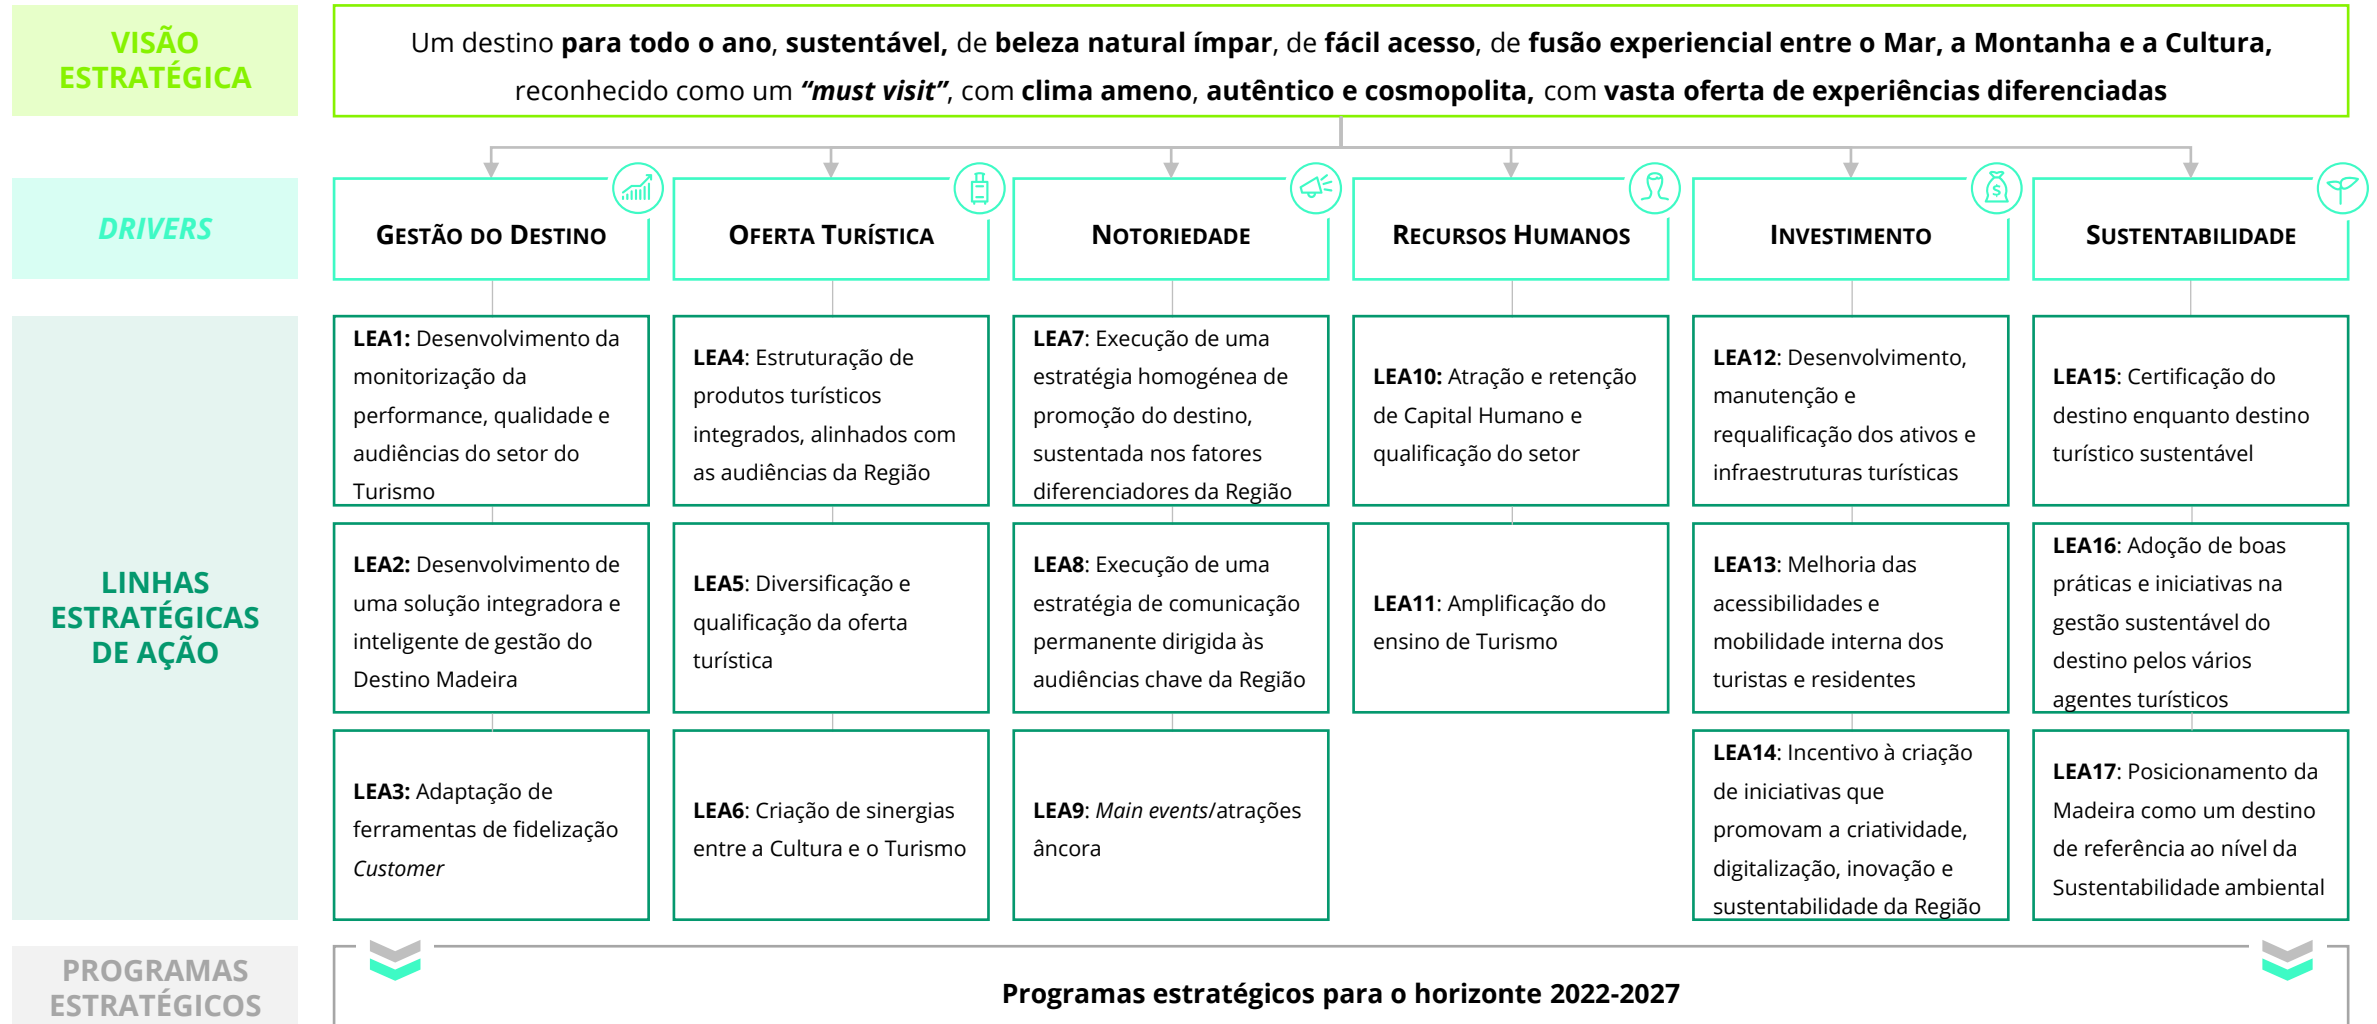 VISÃO
ESTRATÉGICA
Um destino para todo o ano, sustentável, de beleza natural ímpar, de fácil acesso, de fusão experiencial entre o Mar, a Montanha e a Cultura,
reconhecido como um “must visit”, com clima ameno, autêntico e cosmopolita, com vasta oferta de experiências diferenciadas
DRIVERS
GESTÃO DO DESTINO
OFERTA TURÍSTICA
NOTORIEDADE
RECURSOS HUMANOS
INVESTIMENTO
SUSTENTABILIDADE
LINHAS
ESTRATÉGICAS
DE AÇÃO
LEA1: Desenvolvimento da
monitorização da
performance, qualidade e
audiências do setor do
Turismo
LEA2: Desenvolvimento de
uma solução integradora e
inteligente de gestão do
Destino Madeira
LEA3: Adaptação de
ferramentas de fidelização
Customer
LEA4: Estruturação de
produtos turísticos
integrados, alinhados com
as audiências da Região
LEA5: Diversificação e
qualificação da oferta
turística
LEA6: Criação de sinergias
entre a Cultura e o Turismo
LEA7: Execução de uma
estratégia homogénea de
promoção do destino,
sustentada nos fatores
diferenciadores da Região
LEA8: Execução de uma
estratégia de comunicação
permanente dirigida às
audiências chave da Região
LEA9: Main events/atrações
âncora
LEA10: Atração e retenção
de Capital Humano e
qualificação do setor
LEA11: Amplificação do
ensino de Turismo
LEA12: Desenvolvimento,
manutenção e
requalificação dos ativos e
infraestruturas turísticas
LEA13: Melhoria das
acessibilidades e
mobilidade interna dos
turistas e residentes
LEA14: Incentivo à criação
de iniciativas que
promovam a criatividade,
digitalização, inovação e
sustentabilidade da Região
LEA15: Certificação do
destino enquanto destino
turístico sustentável
LEA16: Adoção de boas
práticas e iniciativas na
gestão sustentável do
destino pelos vários
agentes turísticos
LEA17: Posicionamento da
Madeira como um destino
de referência ao nível da
Sustentabilidade ambiental
PROGRAMAS
ESTRATÉGICOS
Programas estratégicos para o horizonte 2022-2027